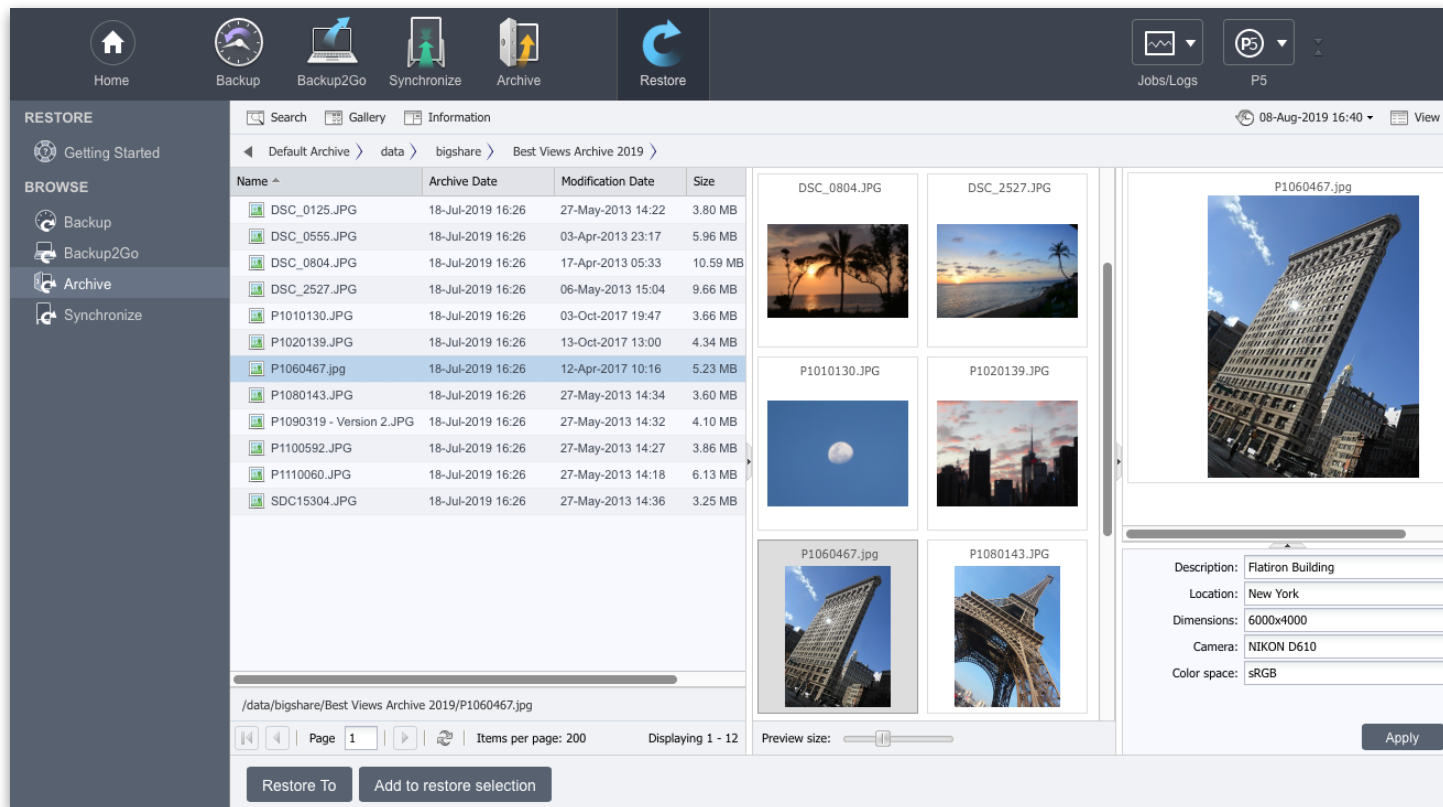 Home
Backup
Backup2Go
Synchronize
Archive
Restore
Jobs/Logs
P5
P5
RESTORE
Getting Started
BROWSE
Backup
Backup2Go
Archive
Synchronize
Search Gallery Information
08-Aug-2019 16:40 View
Default Archive data bigshare Best Views Archive 2019
Name Archive Date Modification Date Size
DSC_0125.JPG 18-Jul-2019 16:26 27-May-2013 14:22 3.80 MB
DSC_0555.JPG 18-Jul-2019 16:26 03-Apr-2013 23:17 5.96 MB
DSC_0804.JPG 18-Jul-2019 16:26 17-Apr-2013 05:33 10.59 MB
DSC_2527.JPG 18-Jul-2019 16:26 06-May-2013 15:04 9.66 MB
P1010130.JPG 18-Jul-2019 16:26 03-Oct-2017 19:47 3.66 MB
P1020139.JPG 18-Jul-2019 16:26 13-Oct-2017 13:00 4.34 MB
P1060467.jpg 18-Jul-2019 16:26 12-Apr-2017 10:16 5.23 MB
P1080143.JPG 18-Jul-2019 16:26 27-May-2013 14:34 3.60 MB
P1090319 - Version 2.JPG 18-Jul-2019 16:26 27-May-2013 14:32 4.10 MB
P1100592.JPG 18-Jul-2019 16:26 27-May-2013 14:27 3.86 MB
P1110060.JPG 18-Jul-2019 16:26 27-May-2013 14:18 6.13 MB
SDC15304.JPG 18-Jul-2019 16:26 27-May-2013 14:36 3.25 MB
/data/bigshare/Best Views Archive 2019/P1060467.jpg
Page 1 Items per page: 200 Displaying 1 - 12
DSC_0804.JPG DSC_2527.JPG
P1010130.JPG P1020139.JPG
P1060467.jpg P1080143.JPG
Preview size:
P1060467.jpg
Description: Flatiron Building
Location: New York
Dimensions: 6000x4000
Camera: NIKON D610
Color space: sRGB
Apply
Restore To Add to restore selection